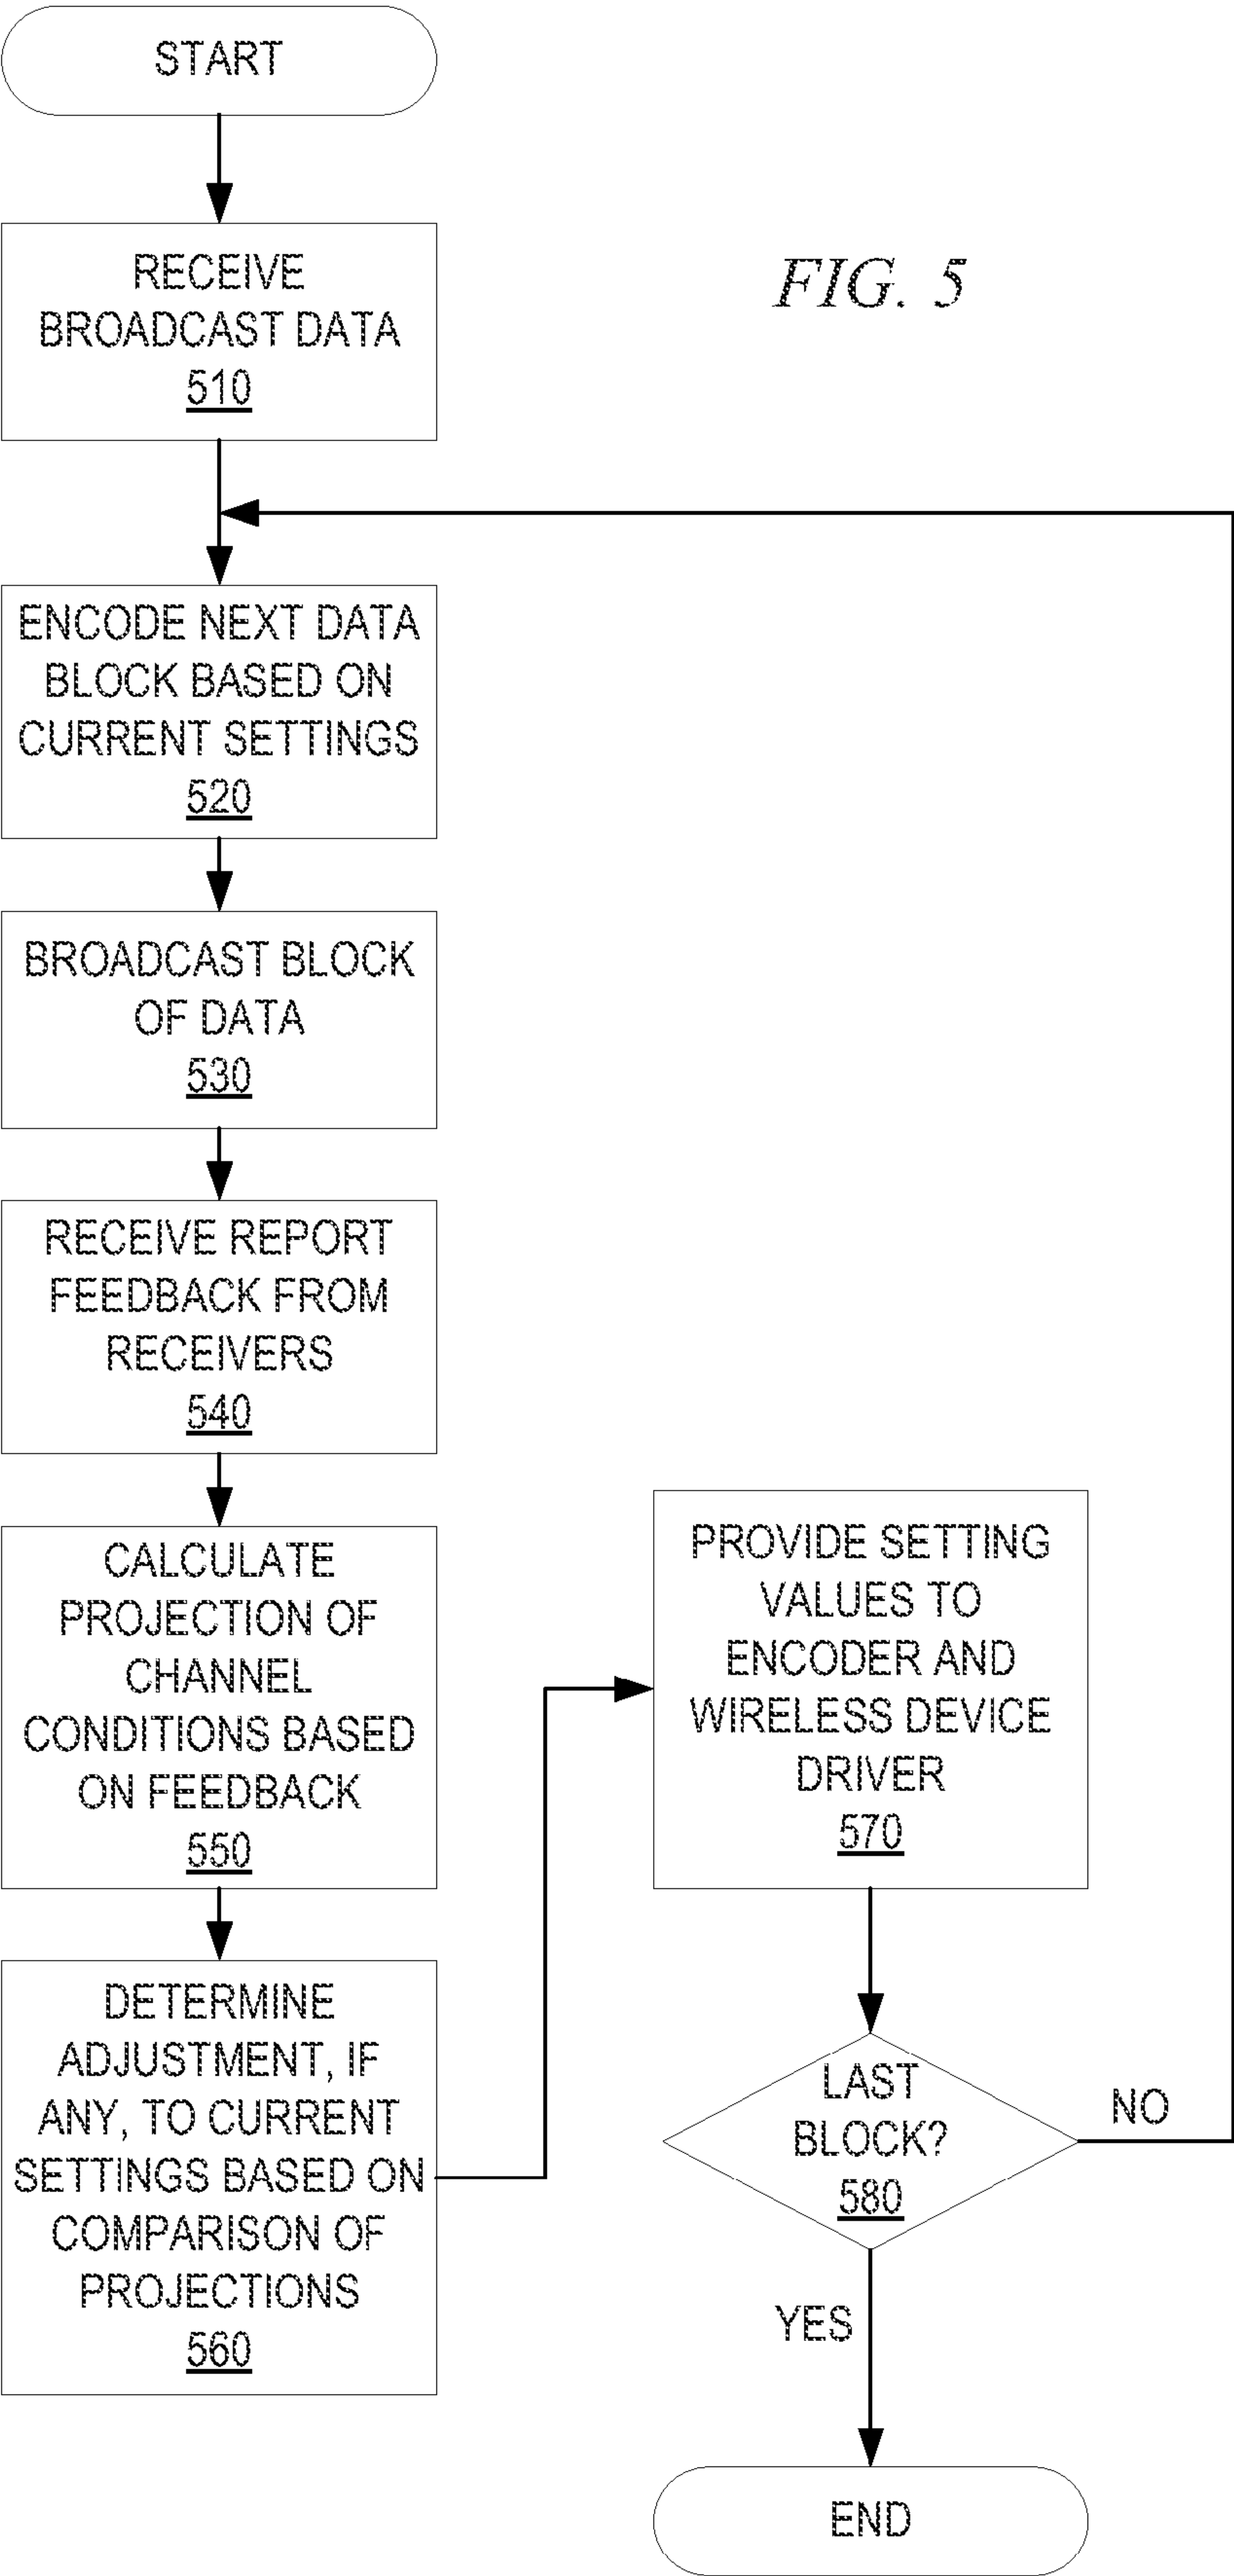 START
RECEIVE
BROADCAST DATA
510
FIG. 5
ENCODE NEXT DATA
BLOCK BASED ON
CURRENT SETTINGS
520
BROADCAST BLOCK
OF DATA
530
RECEIVE REPORT
FEEDBACK FROM
RECEIVERS
540
CALCULATE
PROJECTION OF
CHANNEL
CONDITIONS BASED
ON FEEDBACK
550
DETERMINE
ADJUSTMENT, IF
ANY, TO CURRENT
SETTINGS BASED ON
COMPARISON OF
PROJECTIONS
560
PROVIDE SETTING
VALUES TO
ENCODER AND
WIRELESS DEVICE
DRIVER
570
LAST
BLOCK?
580
NO
YES
END